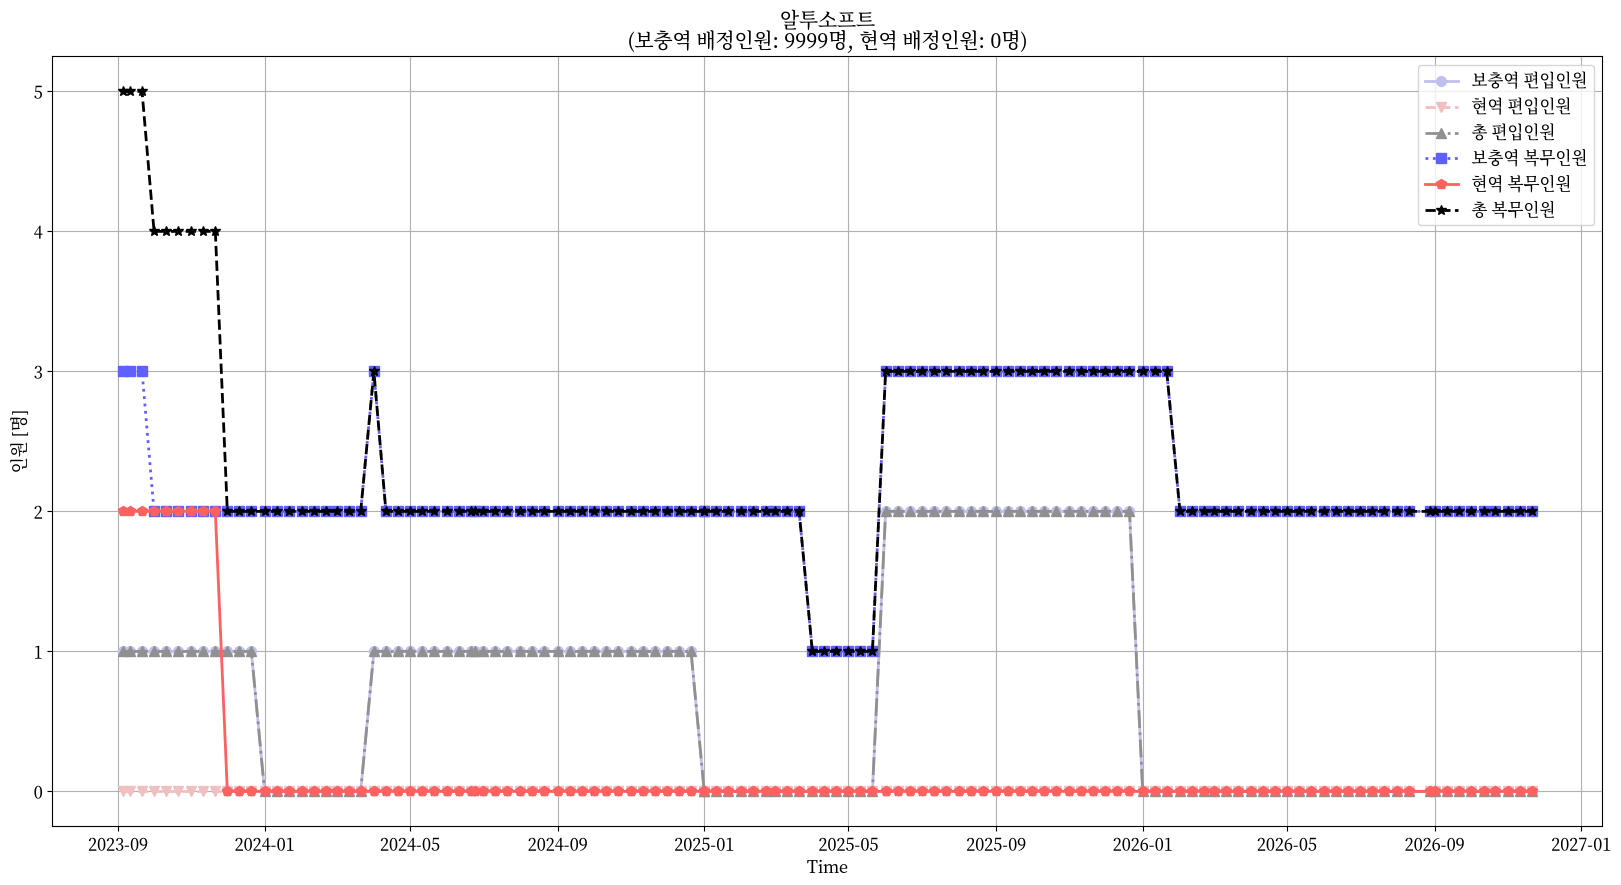 알투소프트
(보충역 배정인원: 9999명, 현역 배정인원: 0명)
보충역 편입인원
현역 편입인원
총 편입인원
보충역 복무인원
현역 복무인원
총 복무인원
인원 [명]
5
4
3
2
1
0
2023-09
2024-01
2024-05
2024-09
2025-01
2025-05
2025-09
2026-01
2026-05
2026-09
2027-01
Time